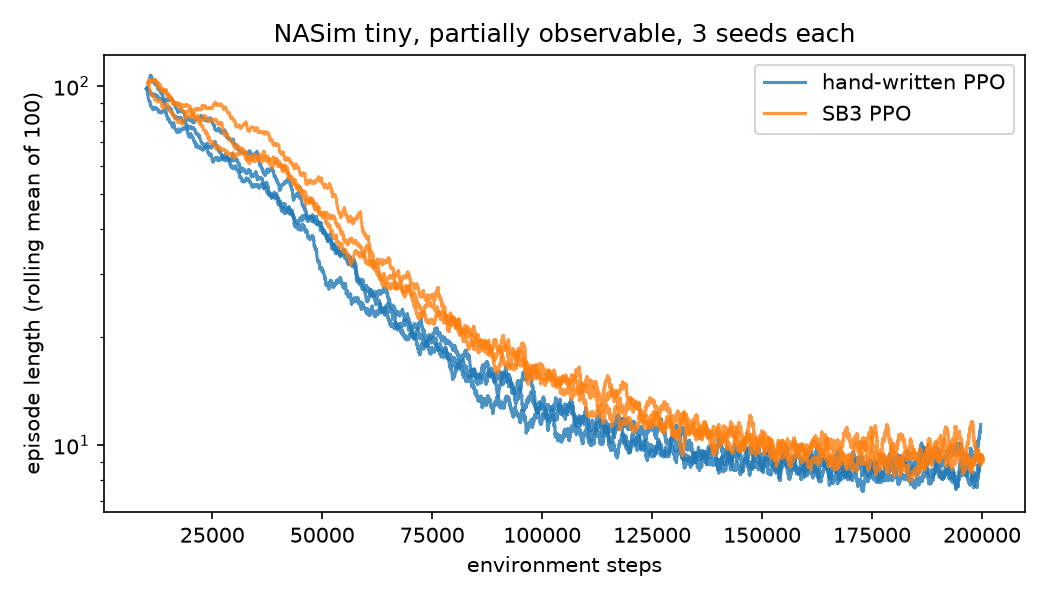 NASim tiny, partially observable, 3 seeds each
hand-written PPO
SB3 PPO
episode length (rolling mean of 100)
10²
10¹
25000 50000 75000 100000 125000 150000 175000 200000
environment steps